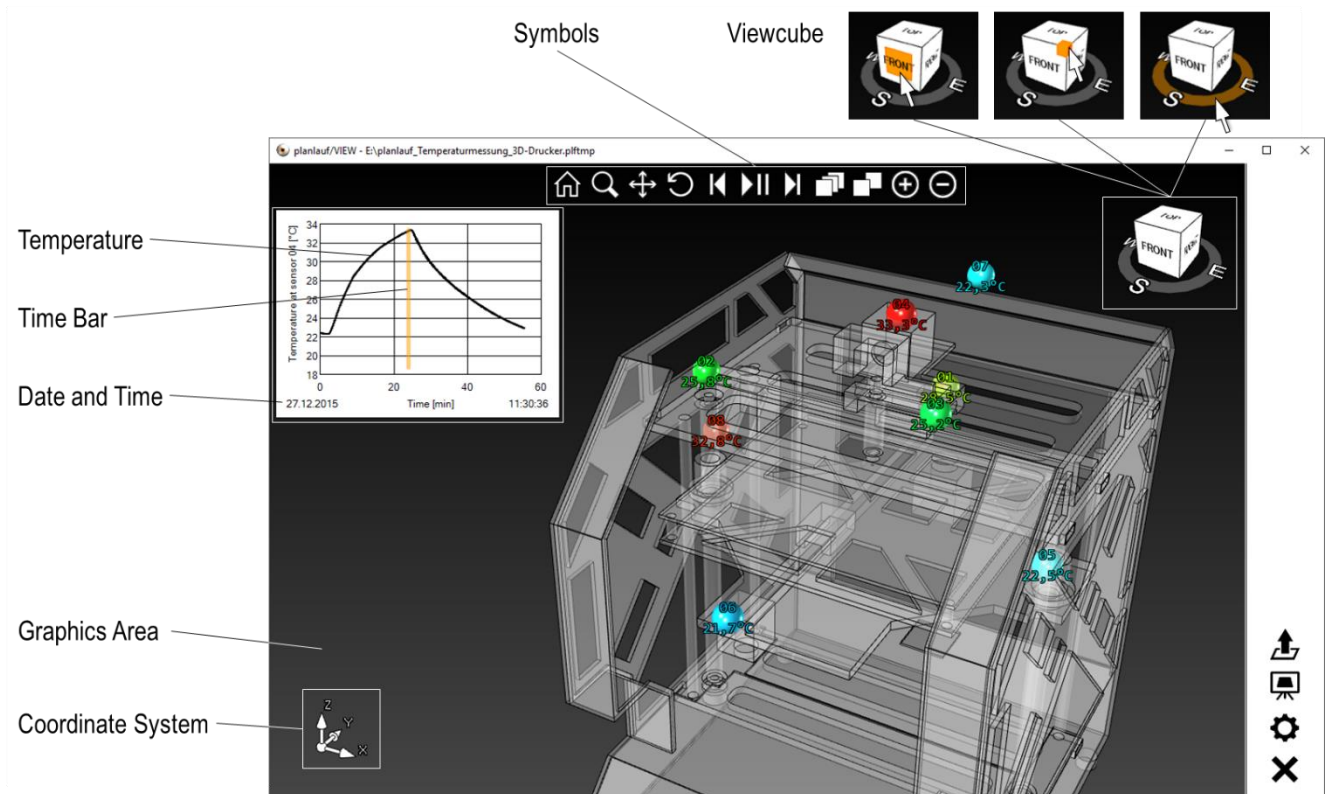 Symbols
Viewcube
TOP
FRONT
W
S
E
TOP
FRONT
W
S
E
TOP
FRONT
W
S
E
planlauf/VIEW - E:\planlauf_Temperaturmessung_3D-Drucker.plftmp
Temperature
Time Bar
Date and Time
Temperature at sensor 04 [°C]
34
32
30
28
26
24
22
20
18
0
20
40
60
27.12.2015
Time [min]
11:30:36
TOP
FRONT
W
S
E
07
22,3°C
04
33,3°C
02
25,8°C
01
28,5°C
03
25,2°C
08
32,8°C
05
22,5°C
06
21,7°C
Graphics Area
Coordinate System
Z
Y
X